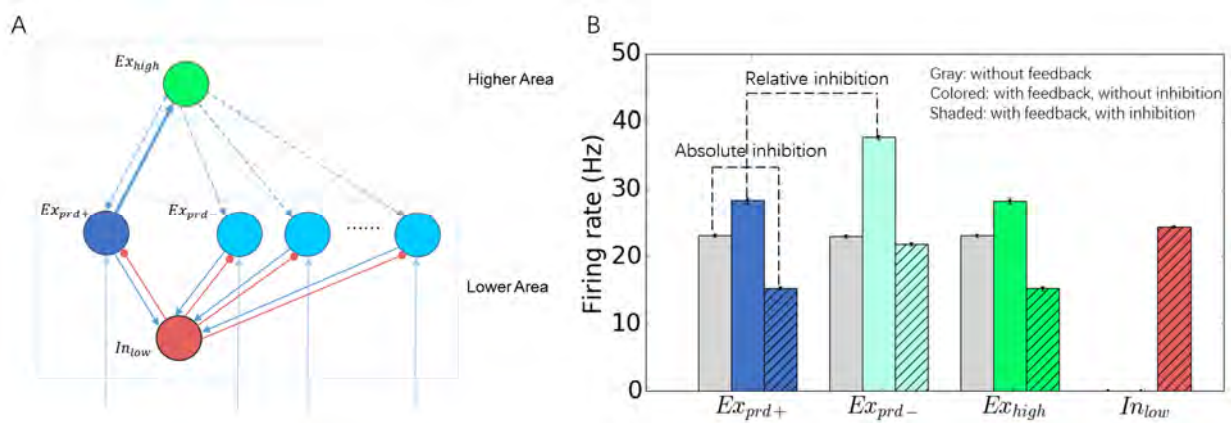 A
Ex_high
Higher Area
Ex_prd+
Ex_prd−
......
Lower Area
In_low
B
50
40
30
20
10
0
Firing rate (Hz)
Relative inhibition
Absolute inhibition
Gray: without feedback
Colored: with feedback, without inhibition
Shaded: with feedback, with inhibition
Ex_prd+
Ex_prd−
Ex_high
In_low